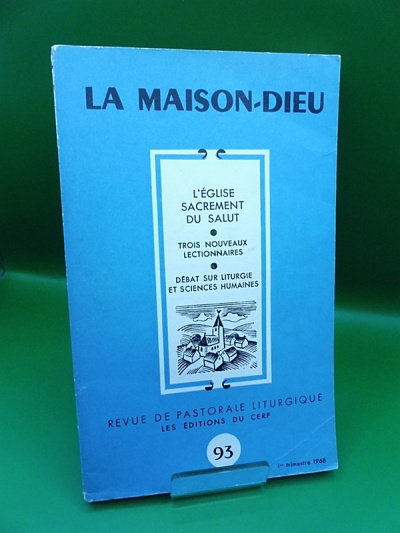 LA MAISON-DIEU
L'ÉGLISE
SACREMENT
DU SALUT
TROIS NOUVEAUX
LECTIONNAIRES
DÉBAT SUR LITURGIE
ET SCIENCES HUMAINES
REVUE DE PASTORALE LITURGIQUE
LES ÉDITIONS DU CERF
93
1er trimestre 1968